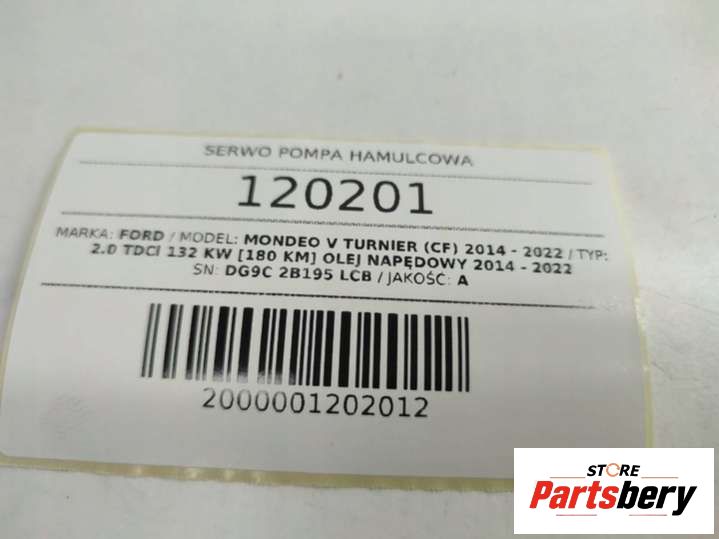 SERWO POMPA HAMULCOWA
120201
MARKA: FORD / MODEL: MONDEO V TURNIER (CF) 2014 - 2022 / TYP:
2.0 TDCi 132 KW [180 KM] OLEJ NAPĘDOWY 2014 - 2022
SN: DG9C 2B195 LCB / JAKOŚĆ: A
2000001202012
STORE
Partsbery